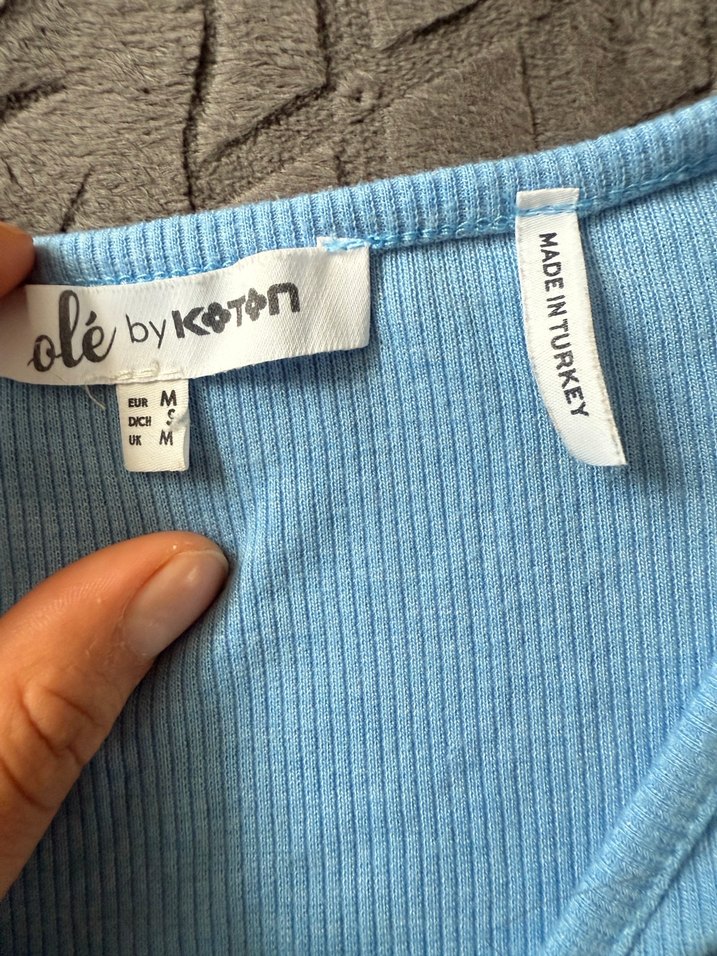 olé by KOTON
EUR M
D/CH S
UK M
MADE IN TURKEY